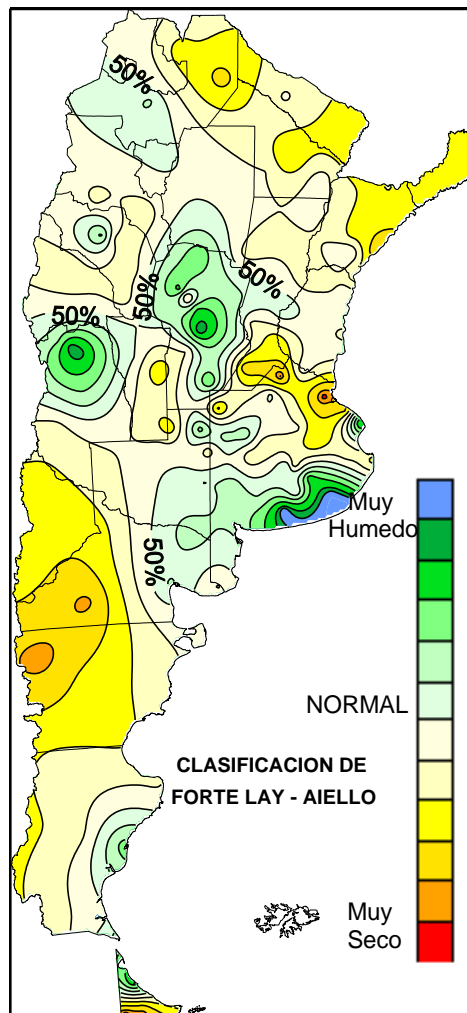 50%
50%
50%
50%
50%
Muy
Humedo
NORMAL
CLASIFICACION DE
FORTE LAY - AIELLO
Muy
Seco